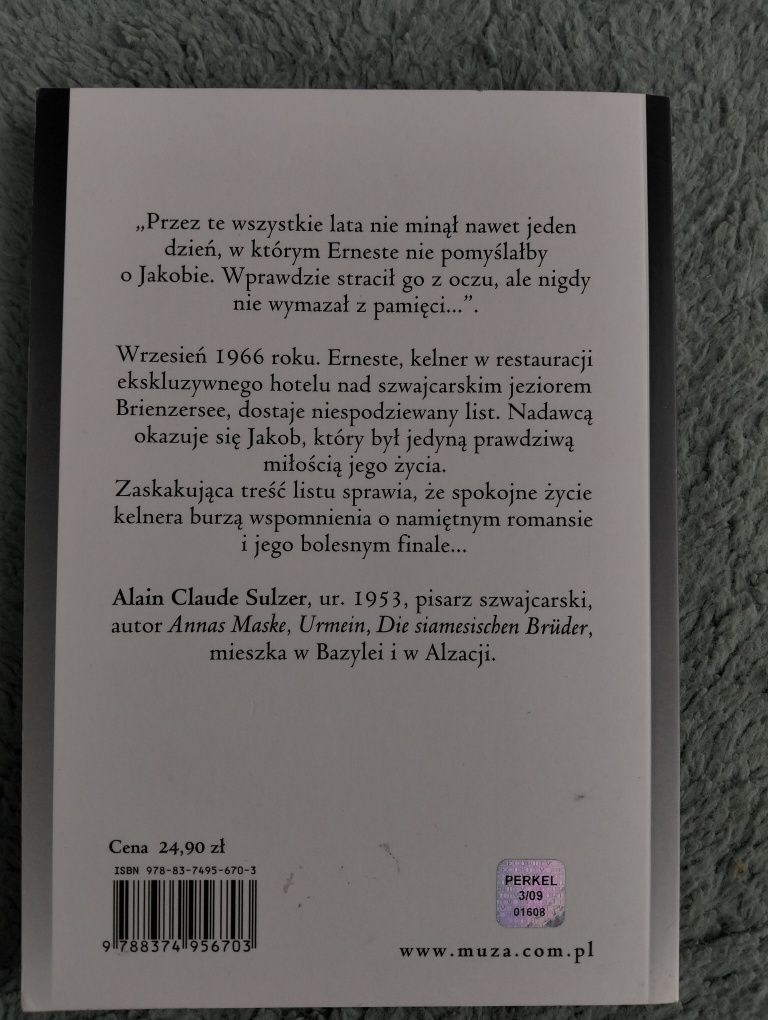 „Przez te wszystkie lata nie minął nawet jeden
dzień, w którym Erneste nie pomyślałby
o Jakobie. Wprawdzie stracił go z oczu, ale nigdy
nie wymazał z pamięci...”.
Wrzesień 1966 roku. Erneste, kelner w restauracji
ekskluzywnego hotelu nad szwajcarskim jeziorem
Brienzersee, dostaje niespodziewany list. Nadawcą
okazuje się Jakob, który był jedyną prawdziwą
miłością jego życia.
Zaskakująca treść listu sprawia, że spokojne życie
kelnera burzą wspomnienia o namiętnym romansie
i jego bolesnym finale...
Alain Claude Sulzer, ur. 1953, pisarz szwajcarski,
autor Annas Maske, Urmein, Die siamesischen Brüder,
mieszka w Bazylei i w Alzacji.
Cena 24,90 zł
ISBN 978-83-7495-670-3
9 788374 956703
PERKEL
3/09
01608
www.muza.com.pl